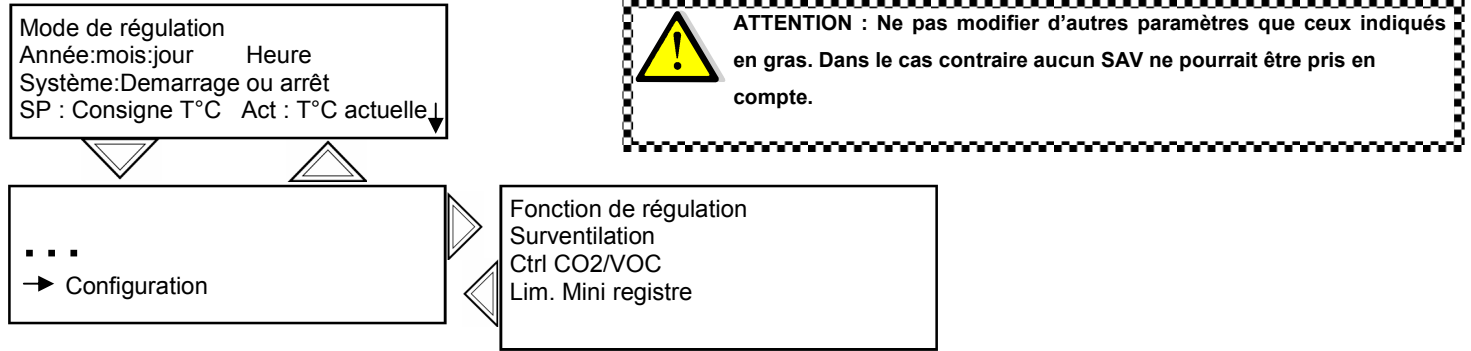 Mode de régulation
Année:mois:jour Heure
Système:Demarrage ou arrêt
SP : Consigne T°C Act : T°C actuelle
ATTENTION : Ne pas modifier d'autres paramètres que ceux indiqués
en gras. Dans le cas contraire aucun SAV ne pourrait être pris en
compte.
...
Configuration
Fonction de régulation
Surventilation
Ctrl CO2/VOC
Lim. Mini registre